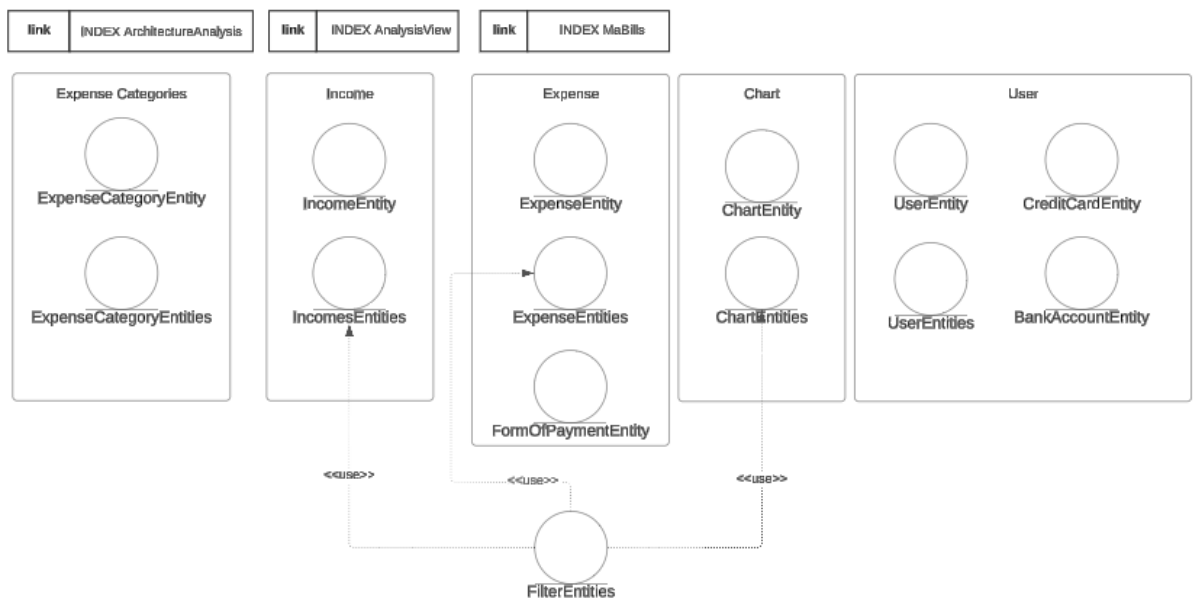 link INDEX ArchitectureAnalysis
link INDEX AnalysisView
link INDEX MaBills
Expense Categories
Income
Expense
Chart
User
ExpenseCategoryEntity
IncomeEntity
ExpenseEntity
ChartEntity
UserEntity
CreditCardEntity
ExpenseCategoryEntities
IncomesEntities
ExpenseEntities
ChartEntities
UserEntities
BankAccountEntity
FormOfPaymentEntity
<<use>>
<<use>>
<<use>>
FilterEntities